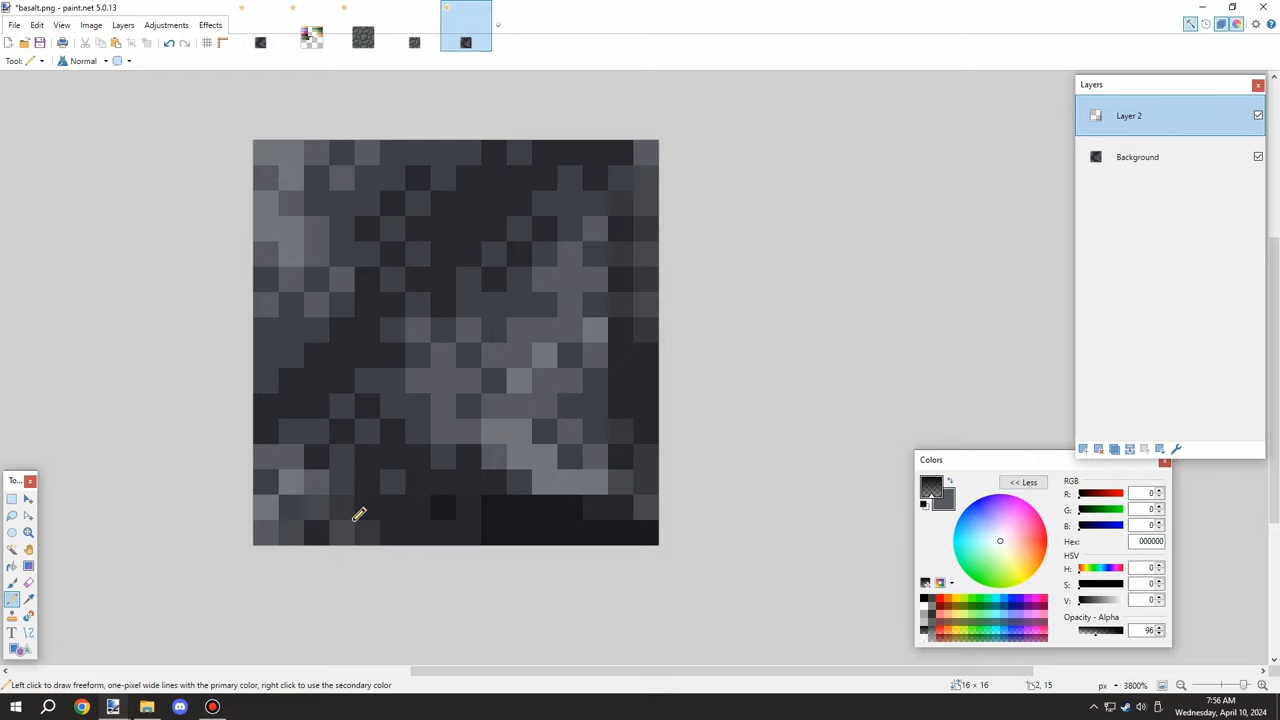 *basalt.png - paint.net 5.0.13
File Edit View Image Layers Adjustments Effects
Tool: Normal
Layers
Layer 2
Background
To...
Colors
<< Less
RGB
R: 0
G: 0
B: 0
Hex: 000000
HSV
H: 0
S: 0
V: 0
Opacity - Alpha
96
Left click to draw freeform, one-pixel wide lines with the primary color, right click to use the secondary color
16 × 16
2, 15
px
3800%
7:56 AM
Wednesday, April 10, 2024